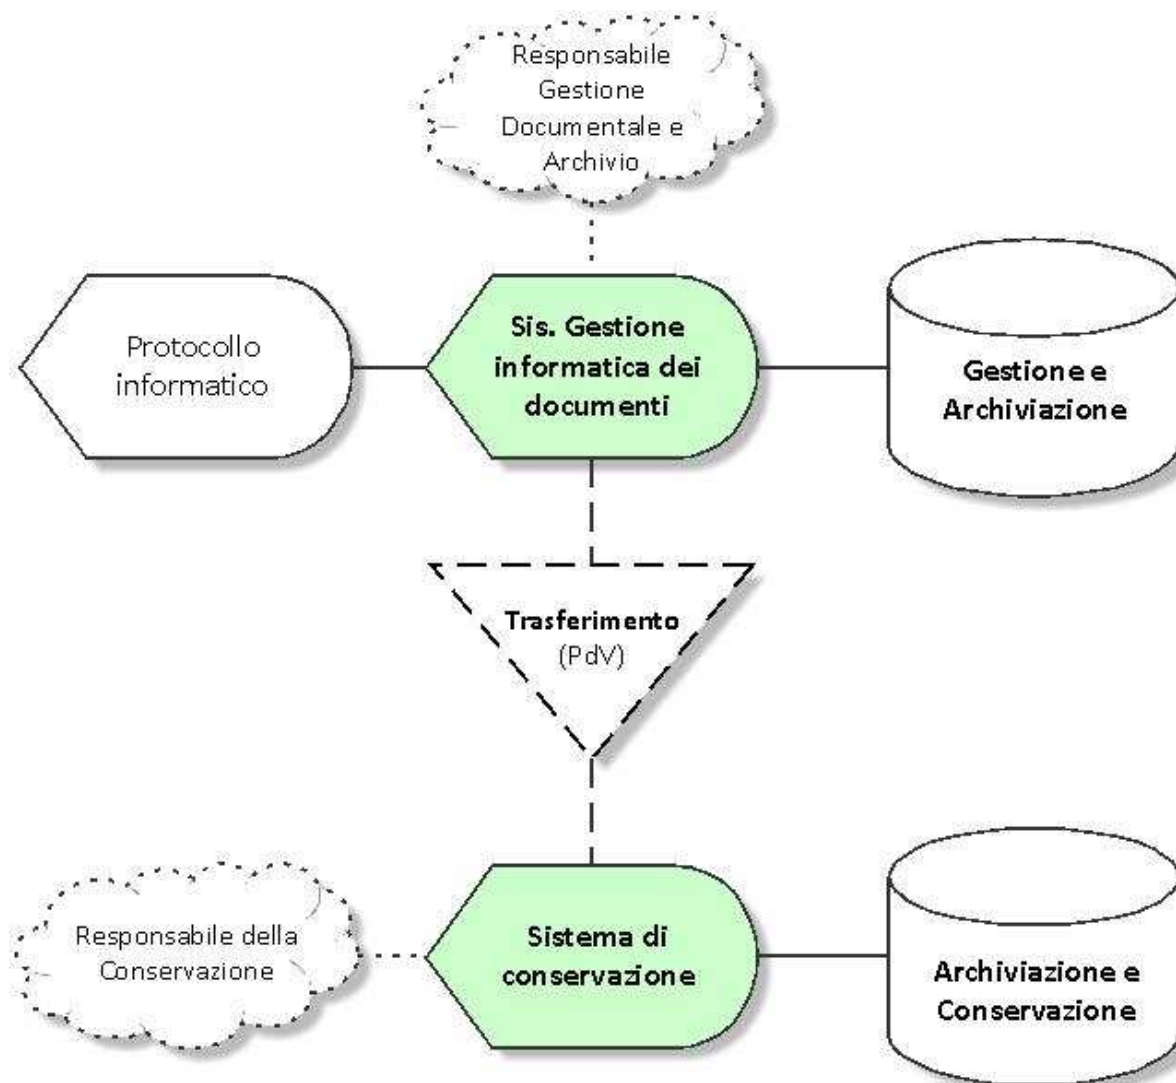 Responsabile
Gestione
Documentale e
Archivio
Protocollo
informatico
Sis. Gestione
informatica dei
documenti
Gestione e
Archiviazione
Trasferimento
(PdV)
Responsabile della
Conservazione
Sistema di
conservazione
Archiviazione e
Conservazione